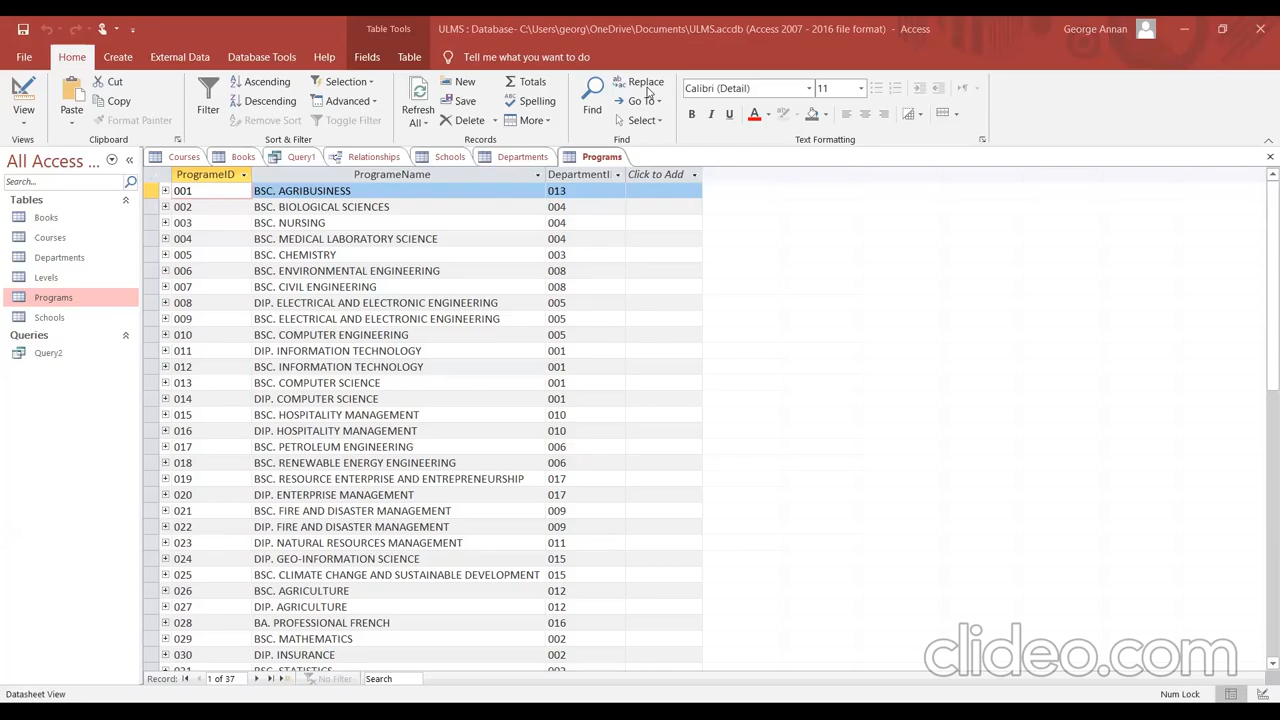 Table Tools
ULMS : Database- C:\Users\georg\OneDrive\Documents\ULMS.accdb (Access 2007 - 2016 file format) - Access
George Annan
File Home Create External Data Database Tools Help Fields Table Tell me what you want to do
View
Views
Paste
Cut
Copy
Format Painter
Clipboard
Filter
Ascending
Descending
Remove Sort
Selection
Advanced
Toggle Filter
Sort & Filter
Refresh
All
New
Save
Delete
Totals
Spelling
More
Records
Find
Replace
Go To
Select
Find
Calibri (Detail) 11
B I U A
Text Formatting
All Access ...
Search...
Tables
Books
Courses
Departments
Levels
Programs
Schools
Queries
Query2
Courses Books Query1 Relationships Schools Departments Programs
ProgrameID ProgrameName DepartmentI Click to Add
001 BSC. AGRIBUSINESS 013
002 BSC. BIOLOGICAL SCIENCES 004
003 BSC. NURSING 004
004 BSC. MEDICAL LABORATORY SCIENCE 004
005 BSC. CHEMISTRY 003
006 BSC. ENVIRONMENTAL ENGINEERING 008
007 BSC. CIVIL ENGINEERING 008
008 DIP. ELECTRICAL AND ELECTRONIC ENGINEERING 005
009 BSC. ELECTRICAL AND ELECTRONIC ENGINEERING 005
010 BSC. COMPUTER ENGINEERING 005
011 DIP. INFORMATION TECHNOLOGY 001
012 BSC. INFORMATION TECHNOLOGY 001
013 BSC. COMPUTER SCIENCE 001
014 DIP. COMPUTER SCIENCE 001
015 BSC. HOSPITALITY MANAGEMENT 010
016 DIP. HOSPITALITY MANAGEMENT 010
017 BSC. PETROLEUM ENGINEERING 006
018 BSC. RENEWABLE ENERGY ENGINEERING 006
019 BSC. RESOURCE ENTERPRISE AND ENTREPRENEURSHIP 017
020 DIP. ENTERPRISE MANAGEMENT 017
021 BSC. FIRE AND DISASTER MANAGEMENT 009
022 DIP. FIRE AND DISASTER MANAGEMENT 009
023 DIP. NATURAL RESOURCES MANAGEMENT 011
024 DIP. GEO-INFORMATION SCIENCE 015
025 BSC. CLIMATE CHANGE AND SUSTAINABLE DEVELOPMENT 015
026 BSC. AGRICULTURE 012
027 DIP. AGRICULTURE 012
028 BA. PROFESSIONAL FRENCH 016
029 BSC. MATHEMATICS 002
030 DIP. INSURANCE 002
031 BSC. STATISTICS 002
Record: 1 of 37 No Filter Search
Datasheet View
Num Lock
clideo.com